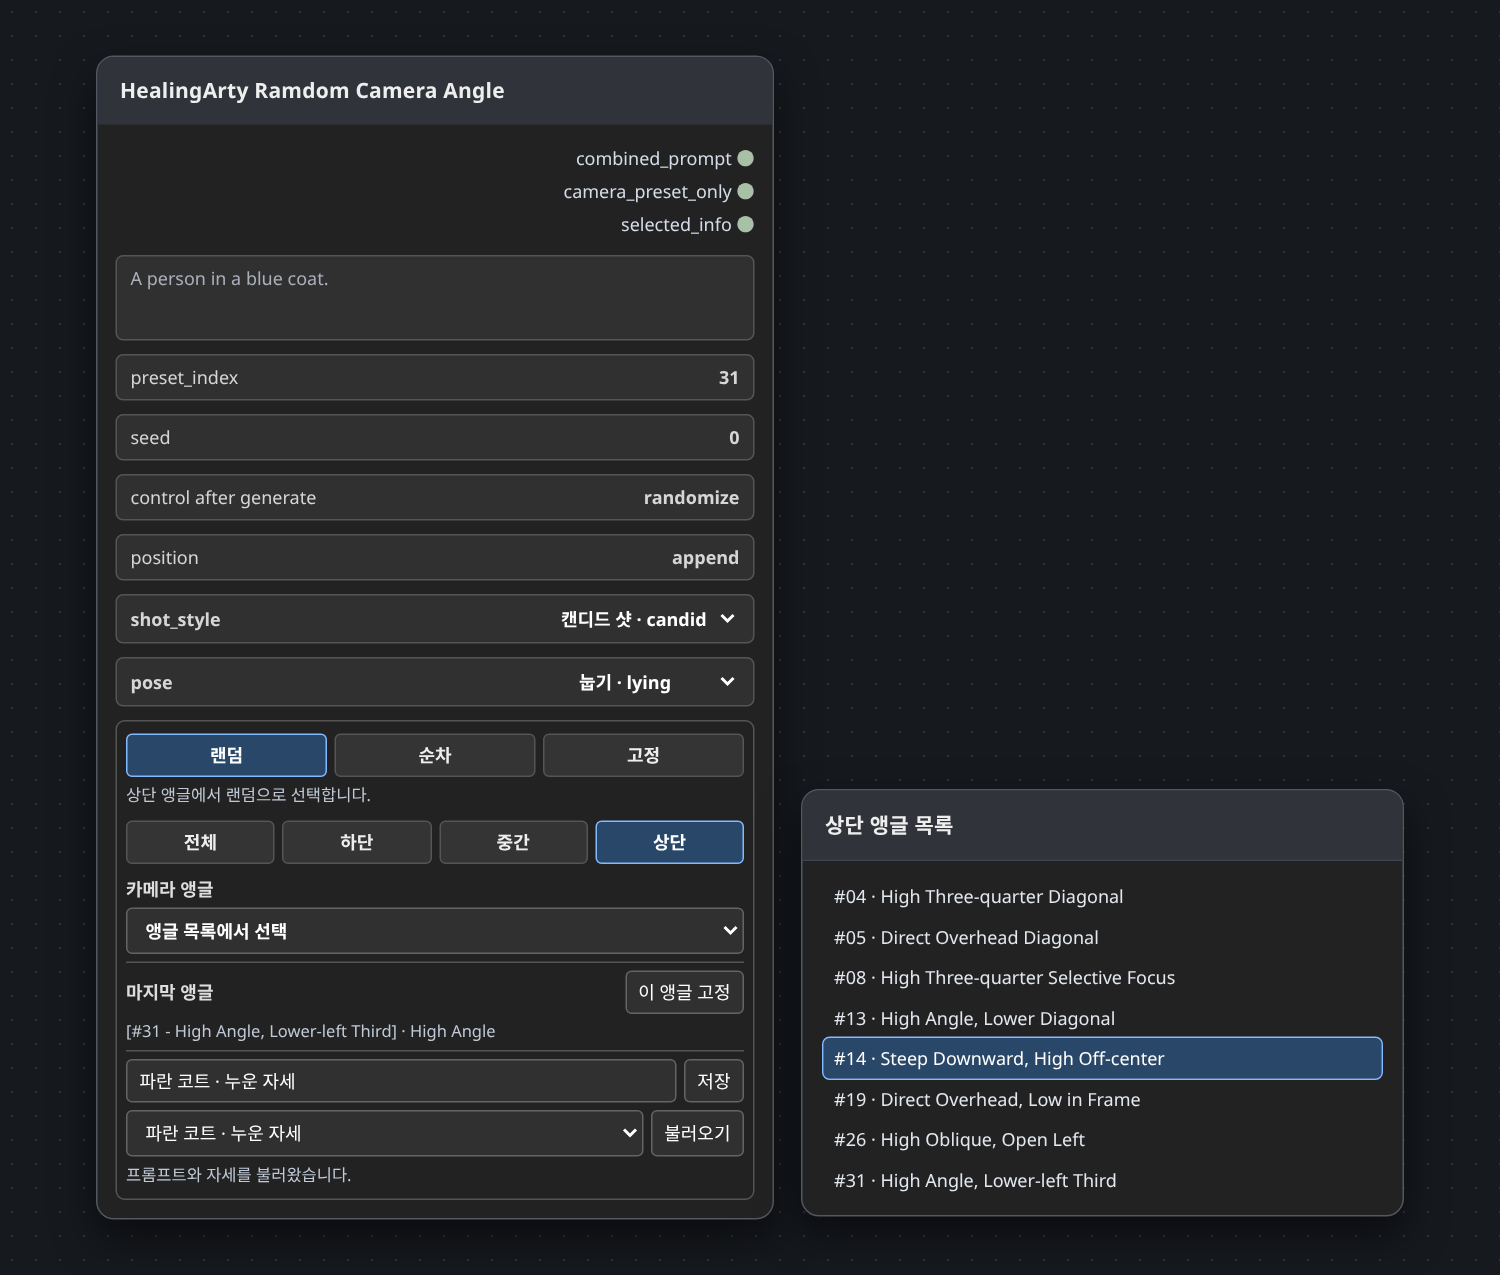 HealingArty Ramdom Camera Angle
combined_prompt
camera_preset_only
selected_info
A person in a blue coat.
preset_index 31
seed 0
control after generate randomize
position append
shot_style 캔디드 샷 · candid
pose 눕기 · lying
랜덤 순차 고정
상단 앵글에서 랜덤으로 선택합니다.
전체 하단 중간 상단
카메라 앵글
앵글 목록에서 선택
마지막 앵글 이 앵글 고정
[#31 - High Angle, Lower-left Third] · High Angle
파란 코트 · 누운 자세 저장
파란 코트 · 누운 자세 불러오기
프롬프트와 자세를 불러왔습니다.
상단 앵글 목록
#04 · High Three-quarter Diagonal
#05 · Direct Overhead Diagonal
#08 · High Three-quarter Selective Focus
#13 · High Angle, Lower Diagonal
#14 · Steep Downward, High Off-center
#19 · Direct Overhead, Low in Frame
#26 · High Oblique, Open Left
#31 · High Angle, Lower-left Third